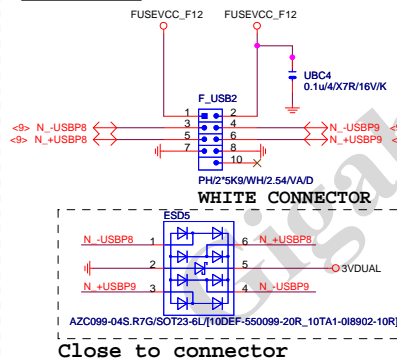 FUSEVCC_F12 FUSEVCC_F12
UBC4
0.1u/4/X7R/16V/K
F_USB2
1 2
<9> N_-USBP8 3 4 N_-USBP9
<9> N_+USBP8 5 6 N_+USBP9
7 8
10
PH/2*5K9/WH/2.54/VA/D
WHITE CONNECTOR
ESD5
N_-USBP8 1 6 N_+USBP8
2 5 3VDUAL
N_+USBP9 3 4 N_-USBP9
AZC099-04S.R7G/SOT23-6L/[10DEF-550099-20R_10TA1-0I8902-10R]
Close to connector
Gigab